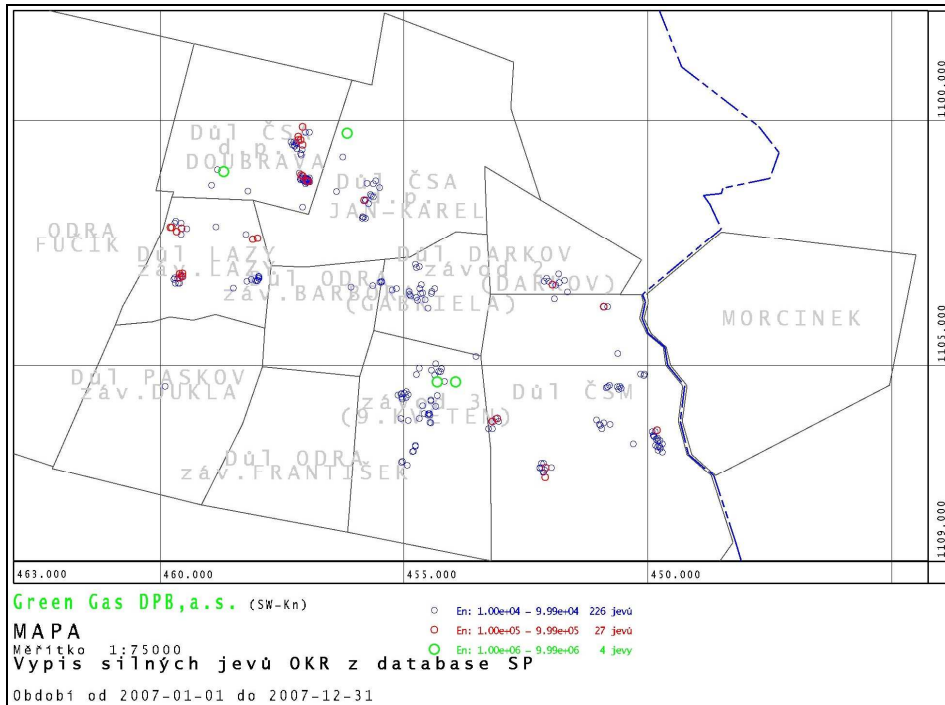 1100.000
Důl ČS
d.p.
DOUBRAVA
Důl ČSA
d.p.
JAN-KAREL
ODRA
FUČÍK
Důl LAZY
záv.LAZY
Důl ODRA
záv.BARBORA
Důl DARKOV
závod 2
(DARKOV)
(GABRIELA)
MORCINEK
1105.000
Důl PASKOV
záv.DUKLA
závod 3
(9.KVĚTEN)
Důl ČSM
Důl ODRA
záv.FRANTIŠEK
1109.000
463.000 460.000 455.000 450.000
Green Gas DPB,a.s. (SW-Kn)
MAPA
Měřítko 1:75000
Vypis silných jevů OKR z database SP
Období od 2007-01-01 do 2007-12-31
En: 1.00e+04 - 9.99e+04 226 jevů
En: 1.00e+05 - 9.99e+05 27 jevů
En: 1.00e+06 - 9.99e+06 4 jevy